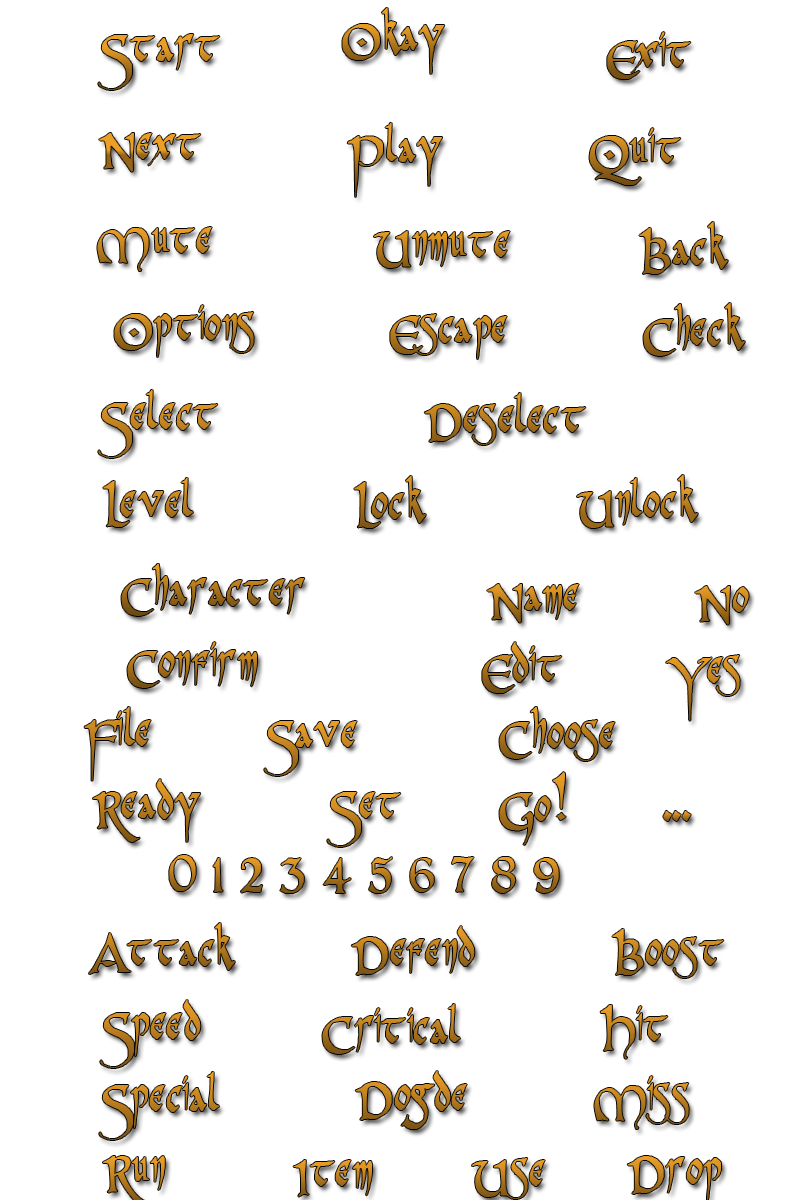 Start Okay Exit
Next Play Quit
Mute Unmute Back
Options Escape Check
Select Deselect
Level Lock Unlock
Character Name No
Confirm Edit Yes
File Save Choose
Ready Set Go! ...
0 1 2 3 4 5 6 7 8 9
Attack Defend Boost
Speed Critical Hit
Special Dogde Miss
Run Item Use Drop